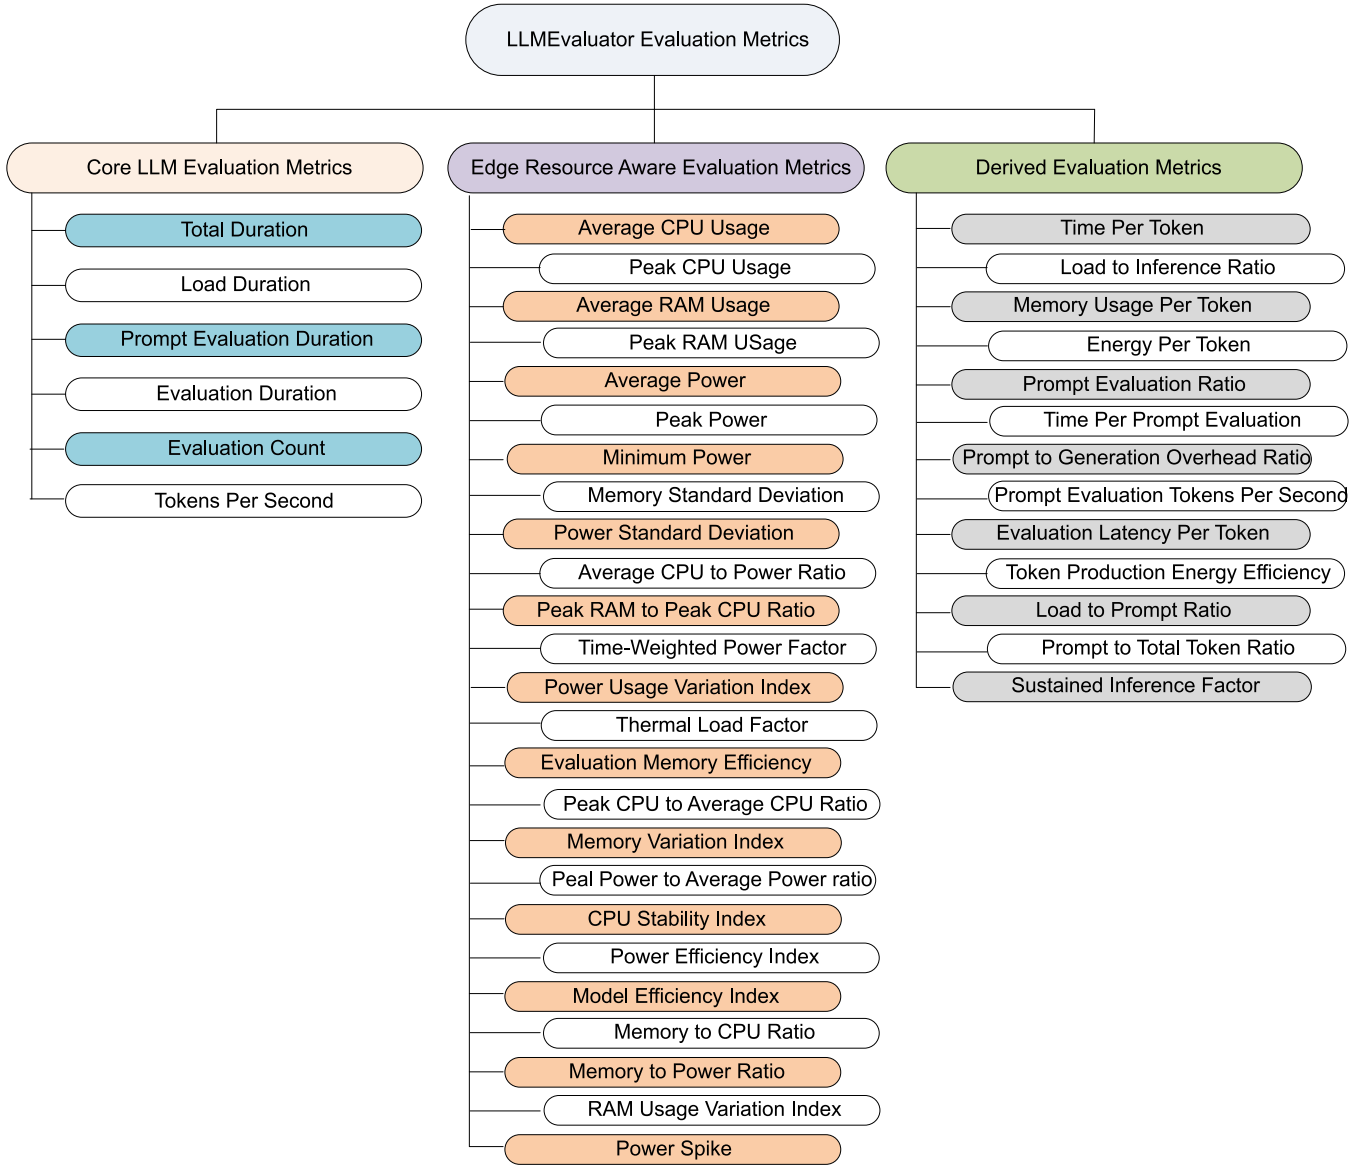 LLMEvaluator Evaluation Metrics
Core LLM Evaluation Metrics
Total Duration
Load Duration
Prompt Evaluation Duration
Evaluation Duration
Evaluation Count
Tokens Per Second
Edge Resource Aware Evaluation Metrics
Average CPU Usage
Peak CPU Usage
Average RAM Usage
Peak RAM USage
Average Power
Peak Power
Minimum Power
Memory Standard Deviation
Power Standard Deviation
Average CPU to Power Ratio
Peak RAM to Peak CPU Ratio
Time-Weighted Power Factor
Power Usage Variation Index
Thermal Load Factor
Evaluation Memory Efficiency
Peak CPU to Average CPU Ratio
Memory Variation Index
Peal Power to Average Power ratio
CPU Stability Index
Power Efficiency Index
Model Efficiency Index
Memory to CPU Ratio
Memory to Power Ratio
RAM Usage Variation Index
Power Spike
Derived Evaluation Metrics
Time Per Token
Load to Inference Ratio
Memory Usage Per Token
Energy Per Token
Prompt Evaluation Ratio
Time Per Prompt Evaluation
Prompt to Generation Overhead Ratio
Prompt Evaluation Tokens Per Second
Evaluation Latency Per Token
Token Production Energy Efficiency
Load to Prompt Ratio
Prompt to Total Token Ratio
Sustained Inference Factor